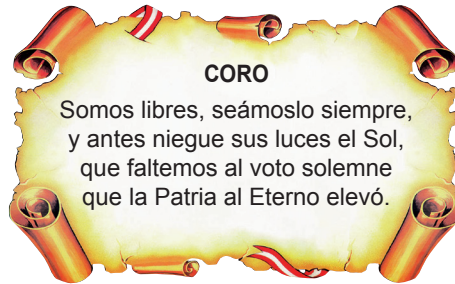 CORO
Somos libres, seámoslo siempre,
y antes niegue sus luces el Sol,
que faltemos al voto solemne
que la Patria al Eterno elevó.